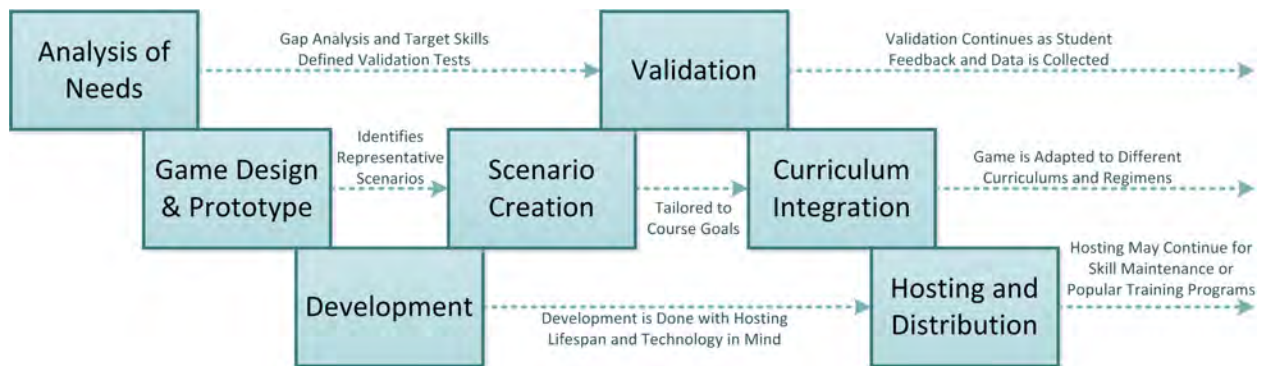 Analysis of
Needs
Gap Analysis and Target Skills
Defined Validation Tests
Validation
Validation Continues as Student
Feedback and Data is Collected
Game Design
& Prototype
Identifies
Representative
Scenarios
Scenario
Creation
Tailored to
Course Goals
Curriculum
Integration
Game is Adapted to Different
Curriculums and Regimens
Development
Development is Done with Hosting
Lifespan and Technology in Mind
Hosting and
Distribution
Hosting May Continue for
Skill Maintenance or
Popular Training Programs